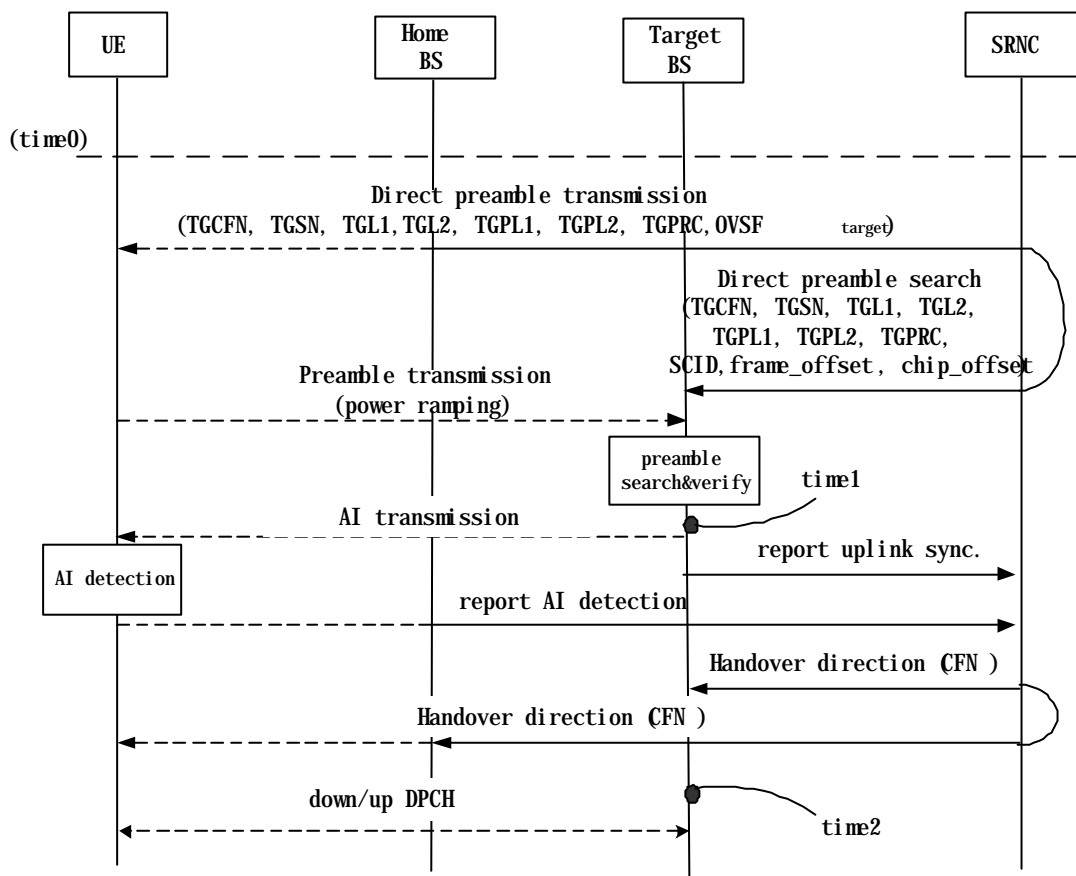 UE
Home
BS
Target
BS
SRNC
(time0)
Direct preamble transmission
(TGCFN, TGSN, TGL1,TGL2, TGPL1, TGPL2, TGPRC,OVSF target)
Direct preamble search
(TGCFN, TGSN, TGL1, TGL2,
TGPL1, TGPL2, TGPRC,
SCID,frame_offset, chip_offset)
Preamble transmission
(power ramping)
preamble
search&verify
time1
AI transmission
report uplink sync.
AI detection
report AI detection
Handover direction (CFN )
Handover direction (CFN )
down/up DPCH
time2